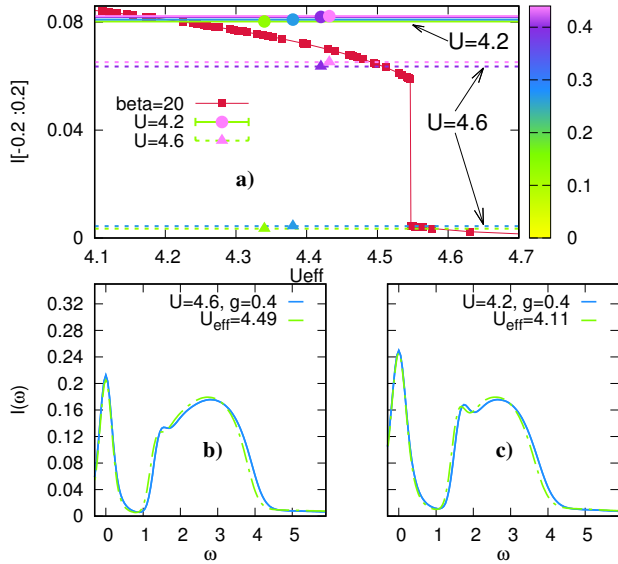 I[-0.2 :0.2]
0.08
0.04
0
4.1 4.2 4.3 4.4 4.5 4.6 4.7
Ueff
beta=20
U=4.2
U=4.6
a)
U=4.2
U=4.6
0.4
0.3
0.2
0.1
0
I(ω)
0.32
0.28
0.24
0.2
0.16
0.12
0.08
0.04
0
U=4.6, g=0.4
Ueff=4.49
b)
0 1 2 3 4 5
ω
U=4.2, g=0.4
Ueff=4.11
c)
0 1 2 3 4 5
ω